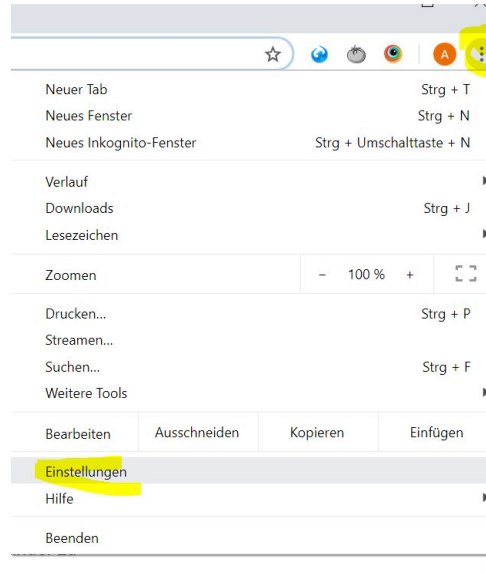 A
Neuer Tab Strg + T
Neues Fenster Strg + N
Neues Inkognito-Fenster Strg + Umschalttaste + N
Verlauf
Downloads Strg + J
Lesezeichen
Zoomen - 100 % +
Drucken... Strg + P
Streamen...
Suchen... Strg + F
Weitere Tools
Bearbeiten Ausschneiden Kopieren Einfügen
Einstellungen
Hilfe
Beenden